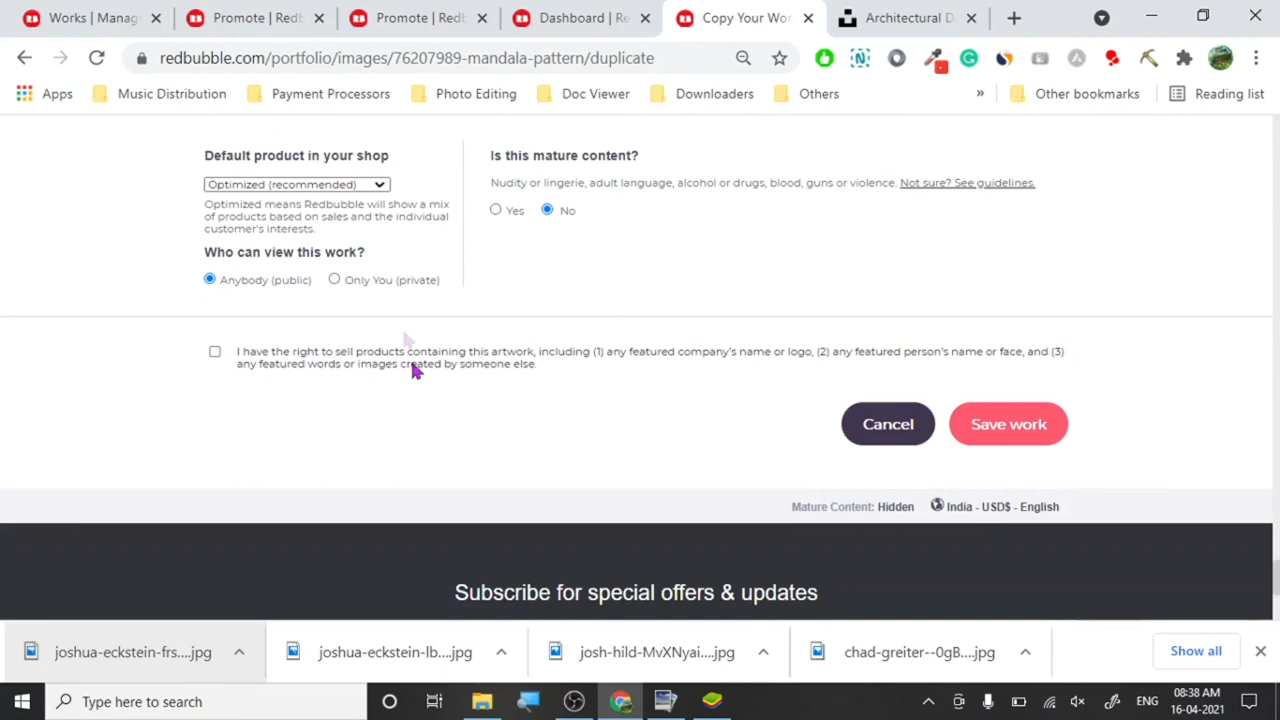 Works | Manag
Promote | Redb
Promote | Redb
Dashboard | Re
Copy Your Wor
Architectural D
redbubble.com/portfolio/images/76207989-mandala-pattern/duplicate
Apps
Music Distribution
Payment Processors
Photo Editing
Doc Viewer
Downloaders
Others
»
Other bookmarks
Reading list
Default product in your shop
Optimized (recommended)
Optimized means Redbubble will show a mix
of products based on sales and the individual
customer's interests.
Who can view this work?
Anybody (public)
Only You (private)
Is this mature content?
Nudity or lingerie, adult language, alcohol or drugs, blood, guns or violence. Not sure? See guidelines.
Yes
No
I have the right to sell products containing this artwork, including (1) any featured company's name or logo, (2) any featured person's name or face, and (3)
any featured words or images created by someone else.
Cancel
Save work
Mature Content: Hidden
India - USD$ - English
Subscribe for special offers & updates
joshua-eckstein-frs....jpg
joshua-eckstein-lb....jpg
josh-hild-MvXNyai....jpg
chad-greiter--0gB....jpg
Show all
Type here to search
ENG
08:38 AM
16-04-2021